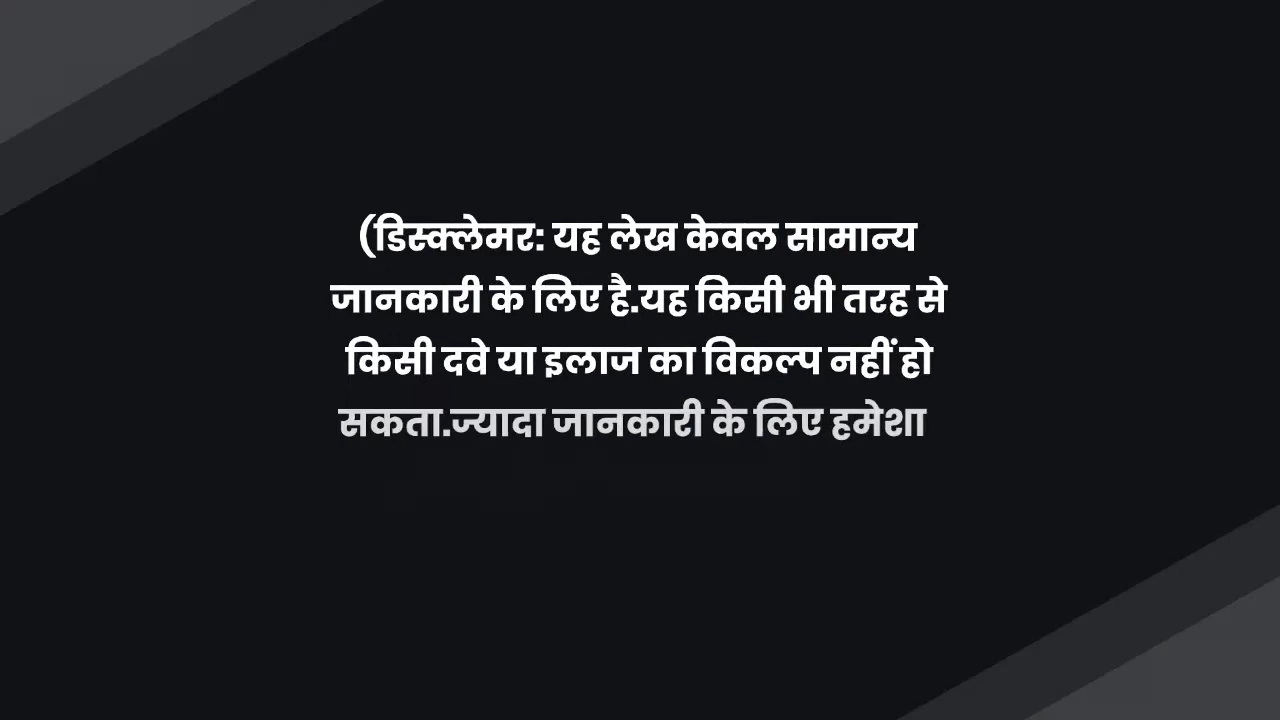 (डिस्क्लेमर: यह लेख केवल सामान्य
जानकारी के लिए है.यह किसी भी तरह से
किसी दवे या इलाज का विकल्प नहीं हो
सकता.ज्यादा जानकारी के लिए हमेशा